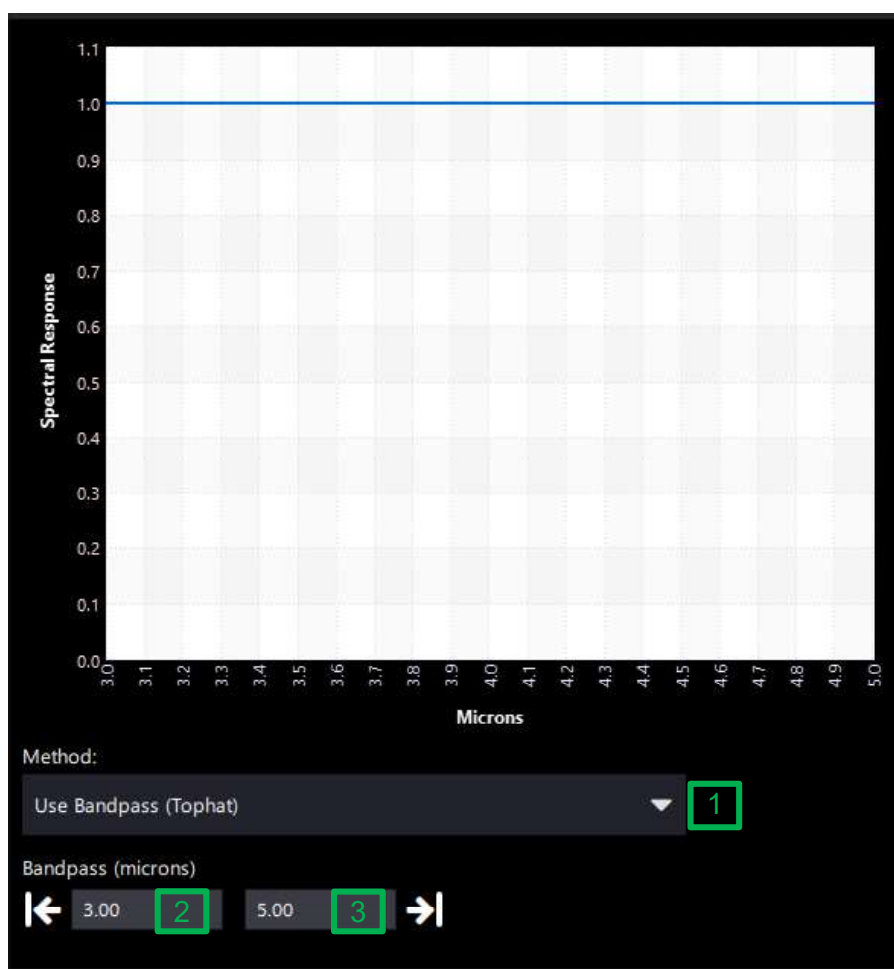 1.1
1.0
0.9
0.8
0.7
0.6
0.5
0.4
0.3
0.2
0.1
0.0
Spectral Response
3.0 3.1 3.2 3.3 3.4 3.5 3.6 3.7 3.8 3.9 4.0 4.1 4.2 4.3 4.4 4.5 4.6 4.7 4.8 4.9 5.0
Microns
Method:
Use Bandpass (Tophat) 1
Bandpass (microns)
3.00 2 5.00 3